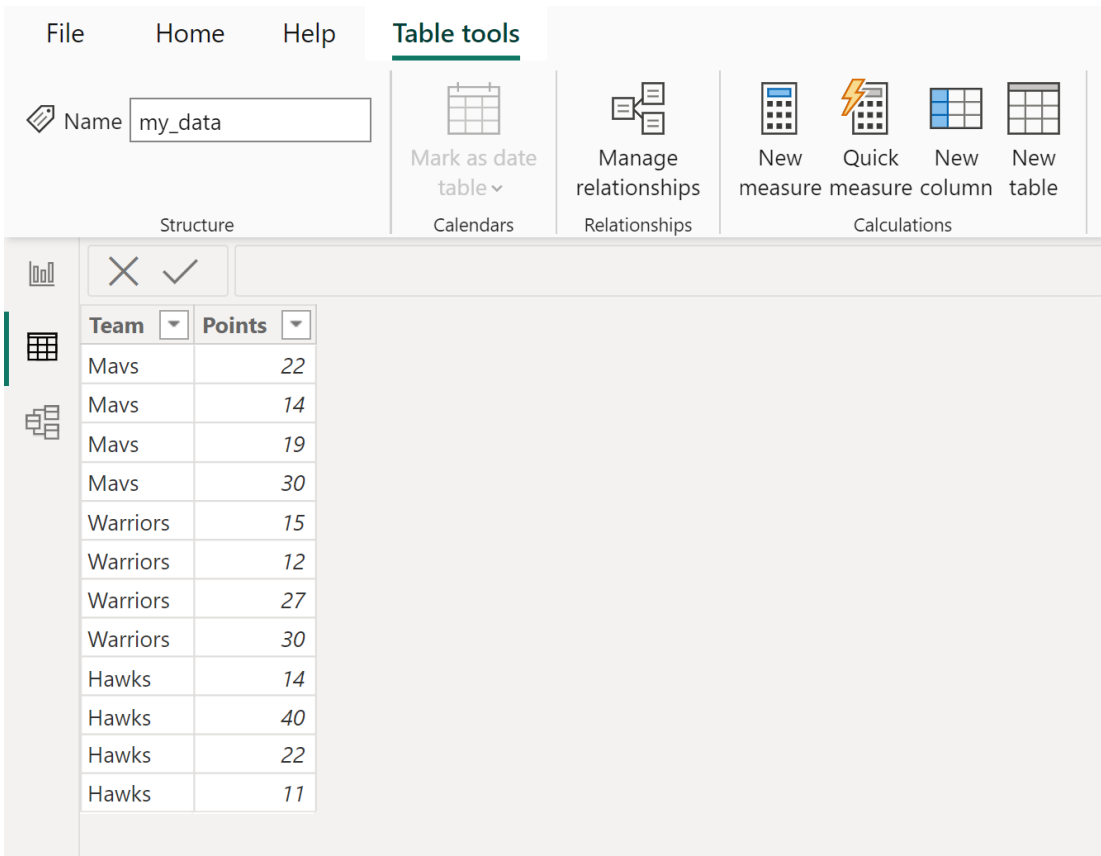 File Home Help Table tools
Name my_data
Mark as date table
Manage relationships
New measure
Quick measure
New column
New table
Structure Calendars Relationships Calculations
Team Points
Mavs 22
Mavs 14
Mavs 19
Mavs 30
Warriors 15
Warriors 12
Warriors 27
Warriors 30
Hawks 14
Hawks 40
Hawks 22
Hawks 11